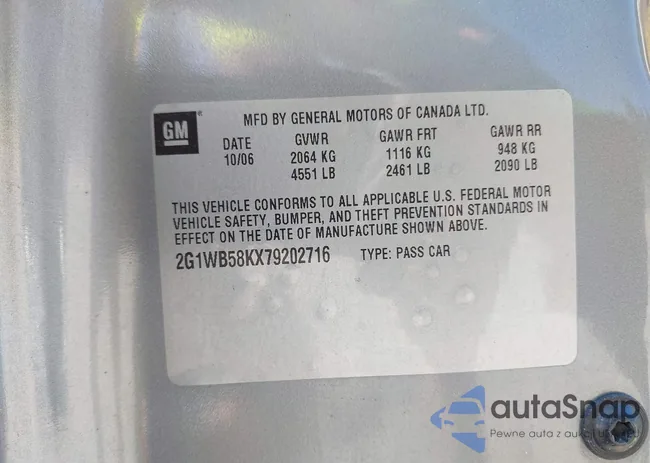 GM
MFD BY GENERAL MOTORS OF CANADA LTD.
DATE GVWR GAWR FRT GAWR RR
10/06 2064 KG 1116 KG 948 KG
4551 LB 2461 LB 2090 LB
THIS VEHICLE CONFORMS TO ALL APPLICABLE U.S. FEDERAL MOTOR
VEHICLE SAFETY, BUMPER, AND THEFT PREVENTION STANDARDS IN
EFFECT ON THE DATE OF MANUFACTURE SHOWN ABOVE.
2G1WB58KX79202716 TYPE: PASS CAR
autaSnap
Pewne auta z aukcji